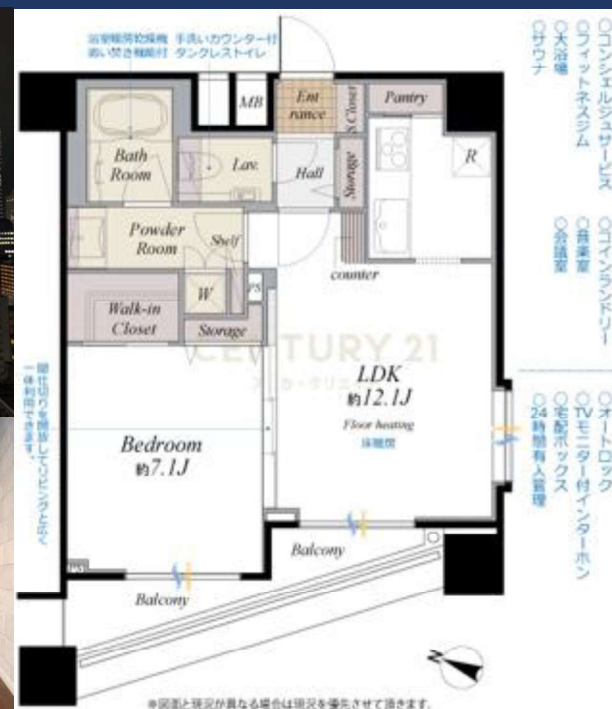 浴室暖房乾燥機 手洗いカウンター付
追い焚き機能付 タンクレストイレ
MB
Ent
rance
S.Closet
Pantry
Bath
Room
Lav.
Hall
Storage
R
Powder
Room
Shelf
counter
W
PS
Walk-in
Closet
Storage
CENTURY 21
LDK
約12.1J
Floor heating
床暖房
Bedroom
約7.1J
Balcony
PS
Balcony
N
間仕切りを開放してリビングと広く
一体利用できます。
○コンシェルジュサービス
○フィットネスジム
○大浴場
○サウナ
○コインランドリー
○音楽室
○会議室
○オートロック
○TVモニター付インターホン
○宅配ボックス
○24時間有人管理
※図面と現況が異なる場合は現況を優先させて頂きます。